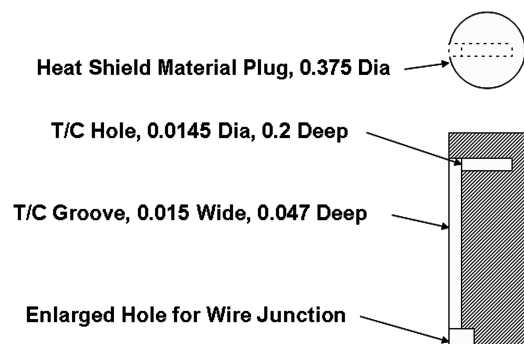 Heat Shield Material Plug, 0.375 Dia
T/C Hole, 0.0145 Dia, 0.2 Deep
T/C Groove, 0.015 Wide, 0.047 Deep
Enlarged Hole for Wire Junction